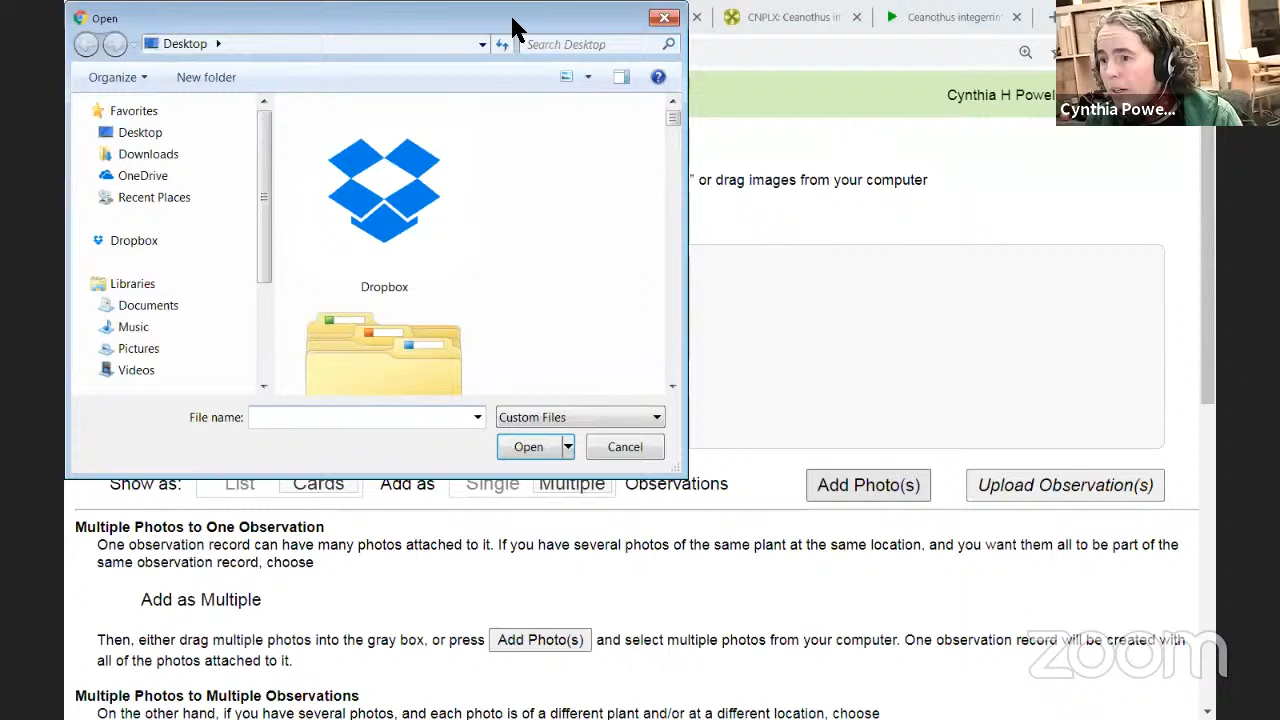 Open
CNPLX: Ceanothus in
Ceanothus integerrim
Desktop
Search Desktop
Organize
New folder
Cynthia H Powel
Cynthia Powe...
Favorites
Desktop
Downloads
OneDrive
Recent Places
Dropbox
Libraries
Documents
Music
Pictures
Videos
Dropbox
" or drag images from your computer
File name:
Custom Files
Open
Cancel
Show as: List Cards Add as Single Multiple Observations Add Photo(s) Upload Observation(s)
Multiple Photos to One Observation
One observation record can have many photos attached to it. If you have several photos of the same plant at the same location, and you want them all to be part of the
same observation record, choose
Add as Multiple
Then, either drag multiple photos into the gray box, or press Add Photo(s) and select multiple photos from your computer. One observation record will be created with
all of the photos attached to it.
zoom
Multiple Photos to Multiple Observations
On the other hand, if you have several photos, and each photo is of a different plant and/or at a different location, choose